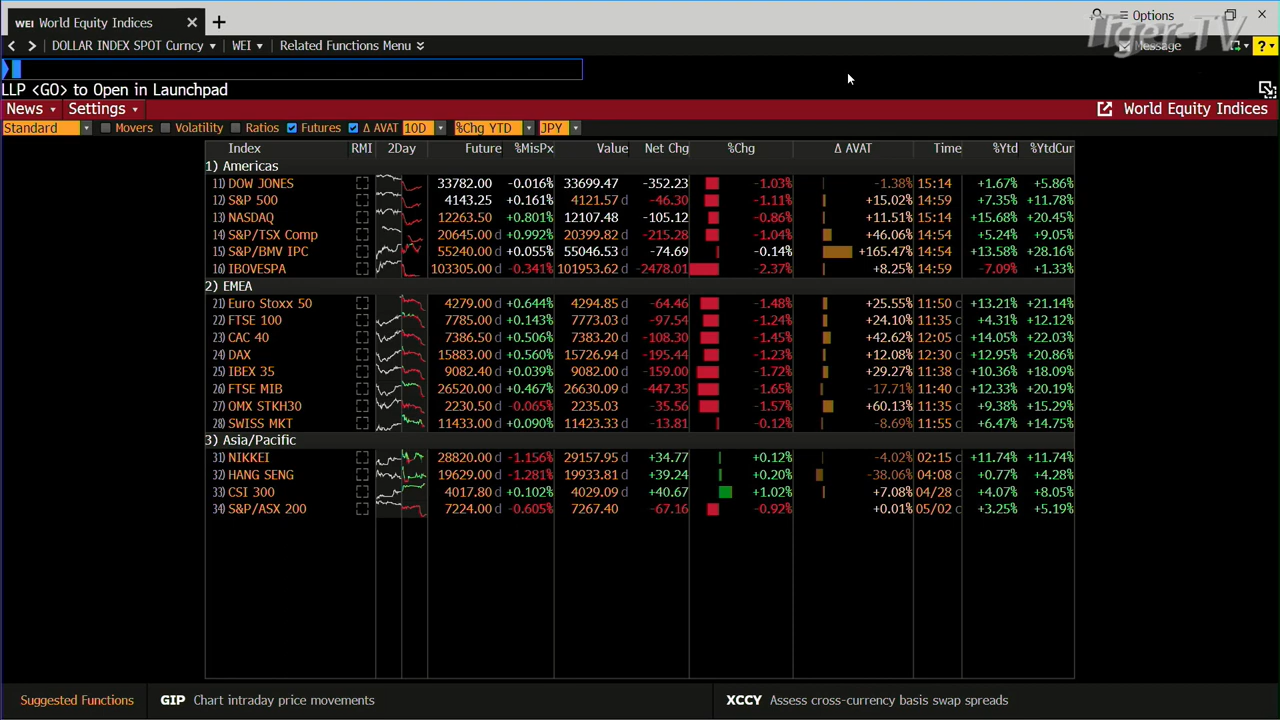 WEI World Equity Indices
Options
Tiger-TV
DOLLAR INDEX SPOT Curncy WEI Related Functions Menu Message ?
LLP <GO> to Open in Launchpad
News Settings World Equity Indices
Standard Movers Volatility Ratios Futures Δ AVAT 10D %Chg YTD JPY
Index RMI 2Day Future %MisPx Value Net Chg %Chg Δ AVAT Time %Ytd %YtdCur
1) Americas
11) DOW JONES 33782.00 -0.016% 33699.47 -352.23 -1.03% -1.38% 15:14 +1.67% +5.86%
12) S&P 500 4143.25 +0.161% 4121.57 d -46.30 -1.11% +15.02% 14:59 +7.35% +11.78%
13) NASDAQ 12263.50 +0.801% 12107.48 -105.12 -0.86% +11.51% 15:14 +15.68% +20.45%
14) S&P/TSX Comp 20645.00 d +0.992% 20399.82 d -215.28 -1.04% +46.06% 14:54 +5.24% +9.05%
15) S&P/BMV IPC 55240.00 d +0.055% 55046.53 d -74.69 -0.14% +165.47% 14:54 +13.58% +28.16%
16) IBOVESPA 103305.00 d -0.341% 101953.62 d -2478.01 -2.37% +8.25% 14:59 -7.09% +1.33%
2) EMEA
21) Euro Stoxx 50 4279.00 d +0.644% 4294.85 d -64.46 -1.48% +25.55% 11:50 c +13.21% +21.14%
22) FTSE 100 7785.00 d +0.143% 7773.03 d -97.54 -1.24% +24.10% 11:35 c +4.31% +12.12%
23) CAC 40 7386.50 d +0.506% 7383.20 d -108.30 -1.45% +42.62% 12:05 c +14.05% +22.03%
24) DAX 15883.00 d +0.560% 15726.94 d -195.44 -1.23% +12.08% 11:30 c +12.95% +20.86%
25) IBEX 35 9082.40 d +0.039% 9082.00 d -159.00 -1.72% +29.27% 11:38 c +10.36% +18.09%
26) FTSE MIB 26520.00 d +0.467% 26630.09 d -447.35 -1.65% -17.71% 11:40 c +12.33% +20.19%
27) OMX STKH30 2230.50 d -0.065% 2235.03 d -35.56 -1.57% +60.13% 11:35 c +9.38% +15.29%
28) SWISS MKT 11433.00 d +0.090% 11423.33 d -13.81 -0.12% -8.69% 11:55 c +6.47% +14.75%
3) Asia/Pacific
31) NIKKEI 28820.00 d -1.156% 29157.95 d +34.77 +0.12% -4.02% 02:15 c +11.74% +11.74%
32) HANG SENG 19629.00 d -1.281% 19933.81 d +39.24 +0.20% -38.06% 04:08 c +0.77% +4.28%
33) CSI 300 4017.80 d +0.102% 4029.09 d +40.67 +1.02% +7.08% 04/28 c +4.07% +8.05%
34) S&P/ASX 200 7224.00 d -0.605% 7267.40 -67.16 -0.92% +0.01% 05/02 c +3.25% +5.19%
Suggested Functions GIP Chart intraday price movements XCCY Assess cross-currency basis swap spreads